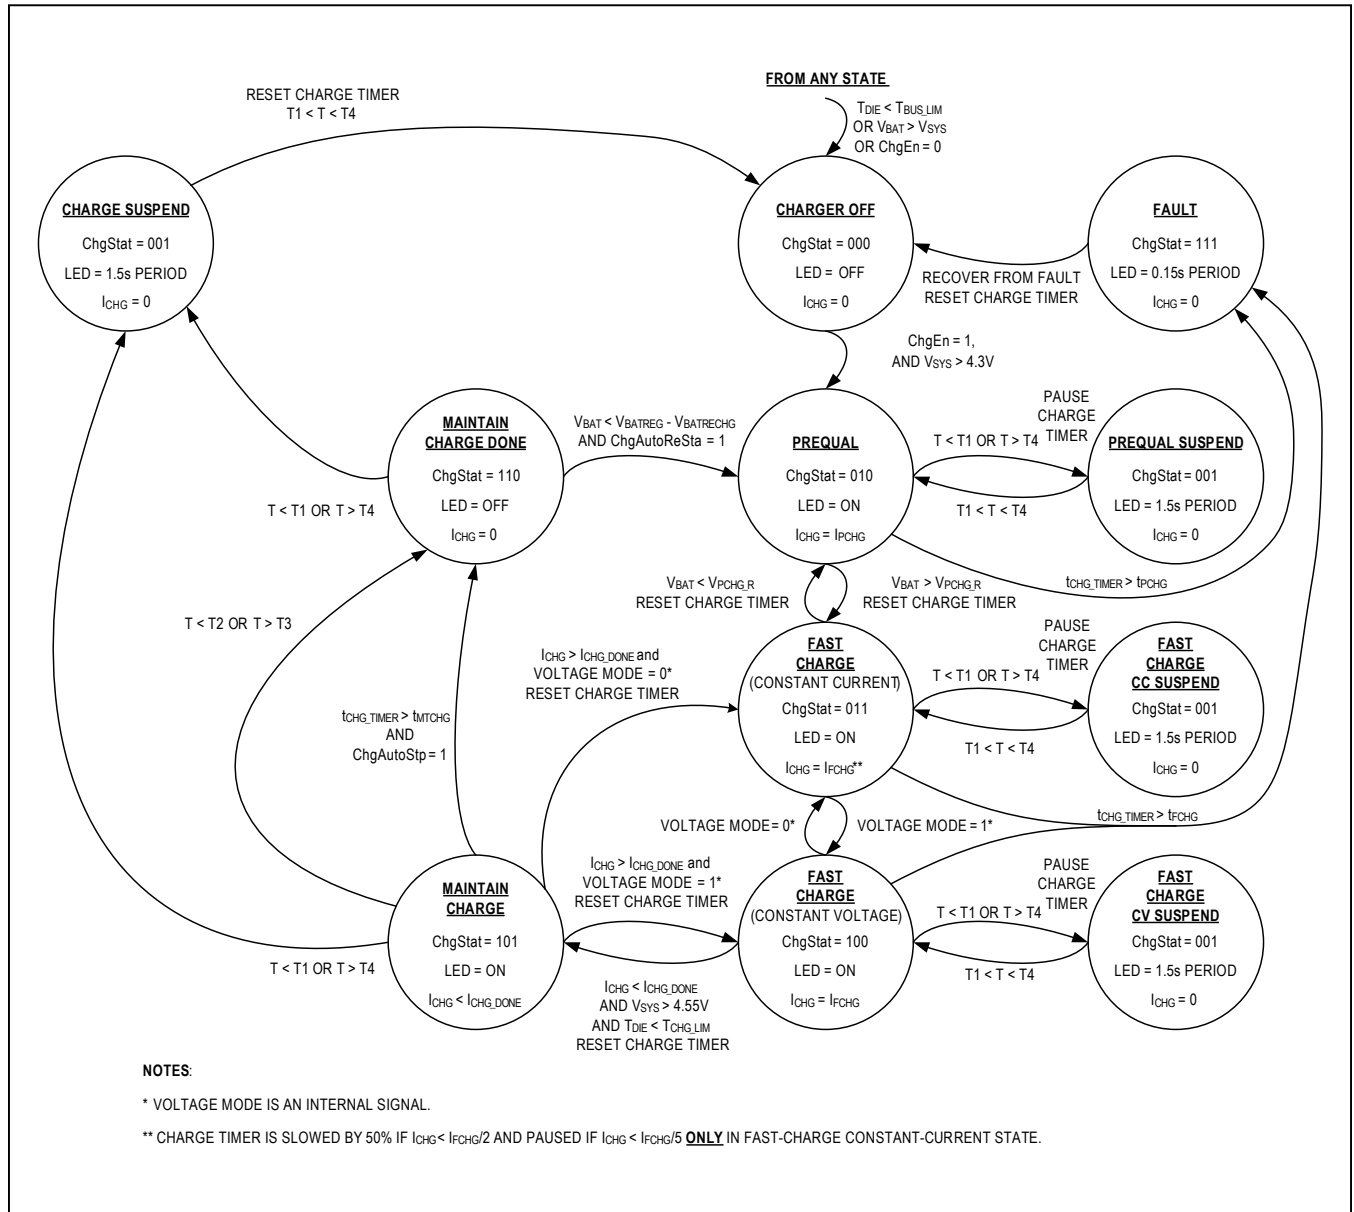 FROM ANY STATE
TDIE < TBUS_LIM
OR VBAT > VSYS
OR ChgEn = 0
RESET CHARGE TIMER
T1 < T < T4
CHARGE SUSPEND
ChgStat = 001
LED = 1.5s PERIOD
ICHG = 0
CHARGER OFF
ChgStat = 000
LED = OFF
ICHG = 0
FAULT
ChgStat = 111
LED = 0.15s PERIOD
ICHG = 0
RECOVER FROM FAULT
RESET CHARGE TIMER
ChgEn = 1,
AND VSYS > 4.3V
MAINTAIN
CHARGE DONE
ChgStat = 110
LED = OFF
ICHG = 0
VBAT < VBATREG - VBATRECHG
AND ChgAutoReSta = 1
PREQUAL
ChgStat = 010
LED = ON
ICHG = IPCHG
PAUSE
CHARGE
TIMER
T < T1 OR T > T4
T1 < T < T4
PREQUAL SUSPEND
ChgStat = 001
LED = 1.5s PERIOD
ICHG = 0
T < T1 OR T > T4
tCHG_TIMER > tPCHG
VBAT < VPCHG_R
RESET CHARGE TIMER
VBAT > VPCHG_R
RESET CHARGE TIMER
T < T2 OR T > T3
ICHG > ICHG_DONE and
VOLTAGE MODE = 0*
RESET CHARGE TIMER
FAST
CHARGE
(CONSTANT CURRENT)
ChgStat = 011
LED = ON
ICHG = IFCHG**
PAUSE
CHARGE
TIMER
T < T1 OR T > T4
T1 < T < T4
FAST
CHARGE
CC SUSPEND
ChgStat = 001
LED = 1.5s PERIOD
ICHG = 0
tCHG_TIMER > tMTCHG
AND
ChgAutoStp = 1
tCHG_TIMER > tFCHG
VOLTAGE MODE = 0*
VOLTAGE MODE = 1*
MAINTAIN
CHARGE
ChgStat = 101
LED = ON
ICHG < ICHG_DONE
T < T1 OR T > T4
ICHG > ICHG_DONE and
VOLTAGE MODE = 1*
RESET CHARGE TIMER
ICHG < ICHG_DONE
AND VSYS > 4.55V
AND TDIE < TCHG_LIM
RESET CHARGE TIMER
FAST
CHARGE
(CONSTANT VOLTAGE)
ChgStat = 100
LED = ON
ICHG = IFCHG
PAUSE
CHARGE
TIMER
T < T1 OR T > T4
T1 < T < T4
FAST
CHARGE
CV SUSPEND
ChgStat = 001
LED = 1.5s PERIOD
ICHG = 0
NOTES:
* VOLTAGE MODE IS AN INTERNAL SIGNAL.
** CHARGE TIMER IS SLOWED BY 50% IF ICHG < IFCHG/2 AND PAUSED IF ICHG < IFCHG/5 ONLY IN FAST-CHARGE CONSTANT-CURRENT STATE.